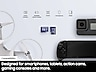 Designed for smartphones, tablets, action cams,
gaming consoles and more.